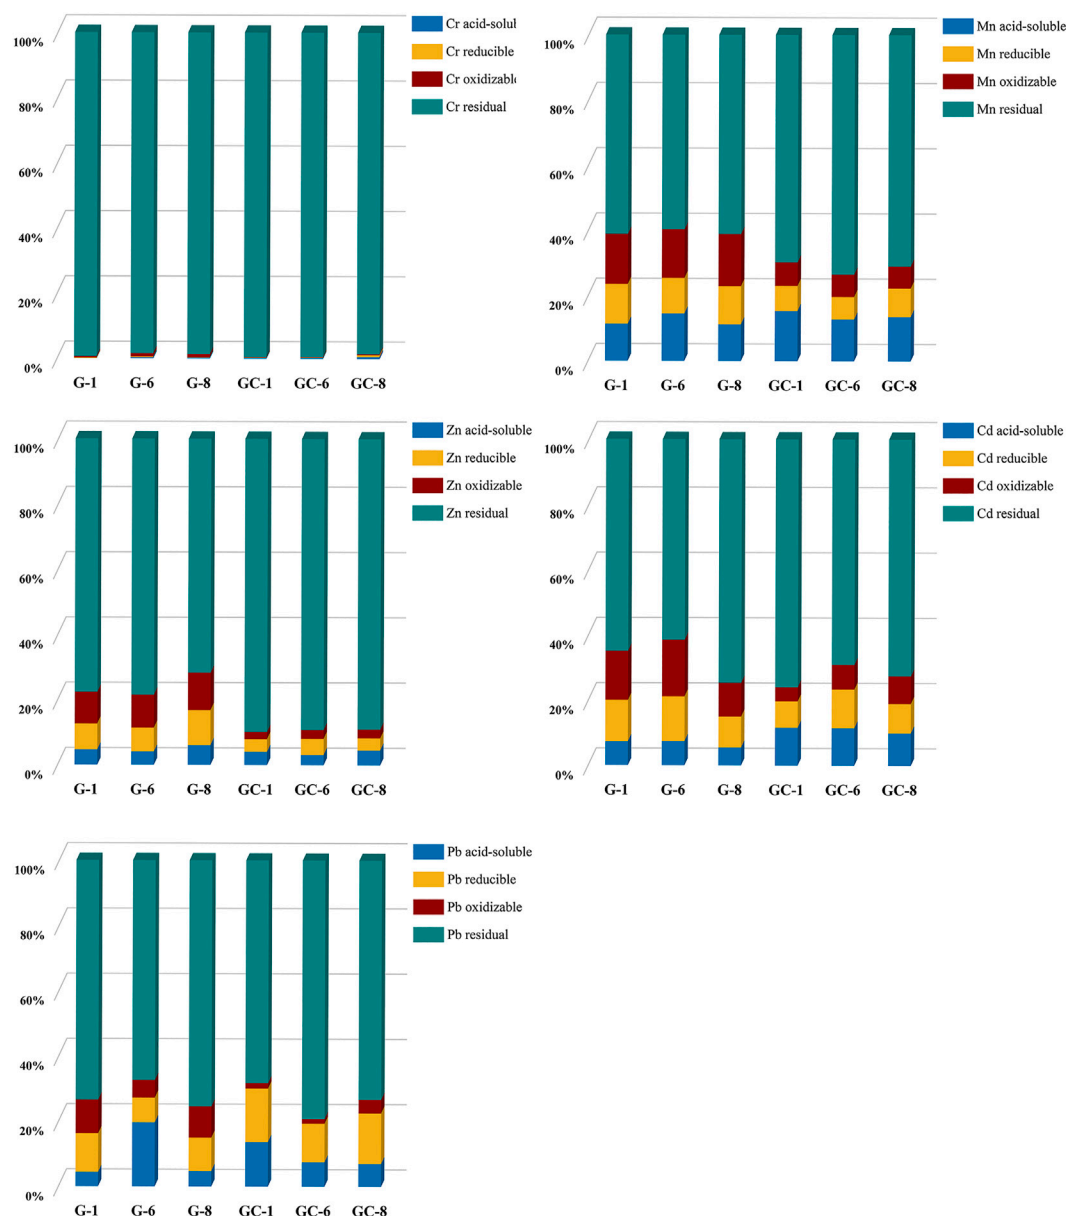 Cr acid-solul
Cr reducible
Cr oxidizable
Cr residual
100%
80%
60%
40%
20%
0%
G-1 G-6 G-8 GC-1 GC-6 GC-8
Mn acid-soluble
Mn reducible
Mn oxidizable
Mn residual
100%
80%
60%
40%
20%
0%
G-1 G-6 G-8 GC-1 GC-6 GC-8
Zn acid-soluble
Zn reducible
Zn oxidizable
Zn residual
100%
80%
60%
40%
20%
0%
G-1 G-6 G-8 GC-1 GC-6 GC-8
Cd acid-soluble
Cd reducible
Cd oxidizable
Cd residual
100%
80%
60%
40%
20%
0%
G-1 G-6 G-8 GC-1 GC-6 GC-8
Pb acid-soluble
Pb reducible
Pb oxidizable
Pb residual
100%
80%
60%
40%
20%
0%
G-1 G-6 G-8 GC-1 GC-6 GC-8